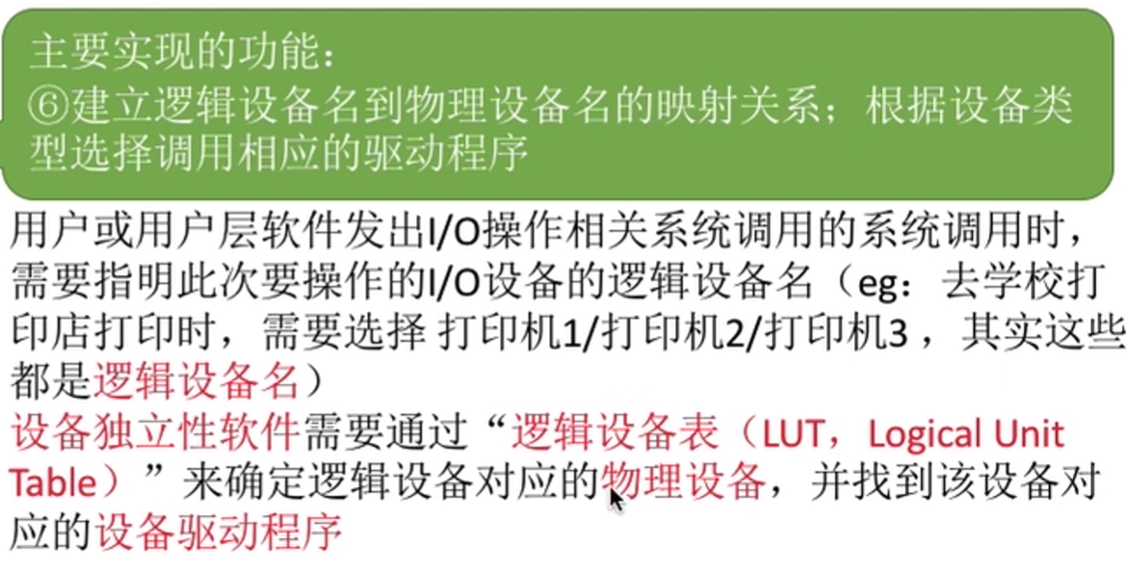 主要实现的功能：
⑥建立逻辑设备名到物理设备名的映射关系；根据设备类
型选择调用相应的驱动程序
用户或用户层软件发出I/O操作相关系统调用的系统调用时，
需要指明此次要操作的I/O设备的逻辑设备名（eg：去学校打
印店打印时，需要选择 打印机1/打印机2/打印机3 ，其实这些
都是逻辑设备名）
设备独立性软件需要通过“逻辑设备表（LUT，Logical Unit
Table）”来确定逻辑设备对应的物理设备，并找到该设备对
应的设备驱动程序